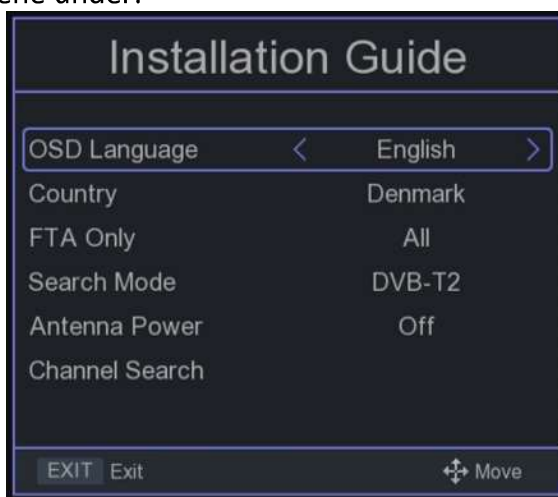 Installation Guide
OSD Language < English >
Country Denmark
FTA Only All
Search Mode DVB-T2
Antenna Power Off
Channel Search
EXIT Exit Move